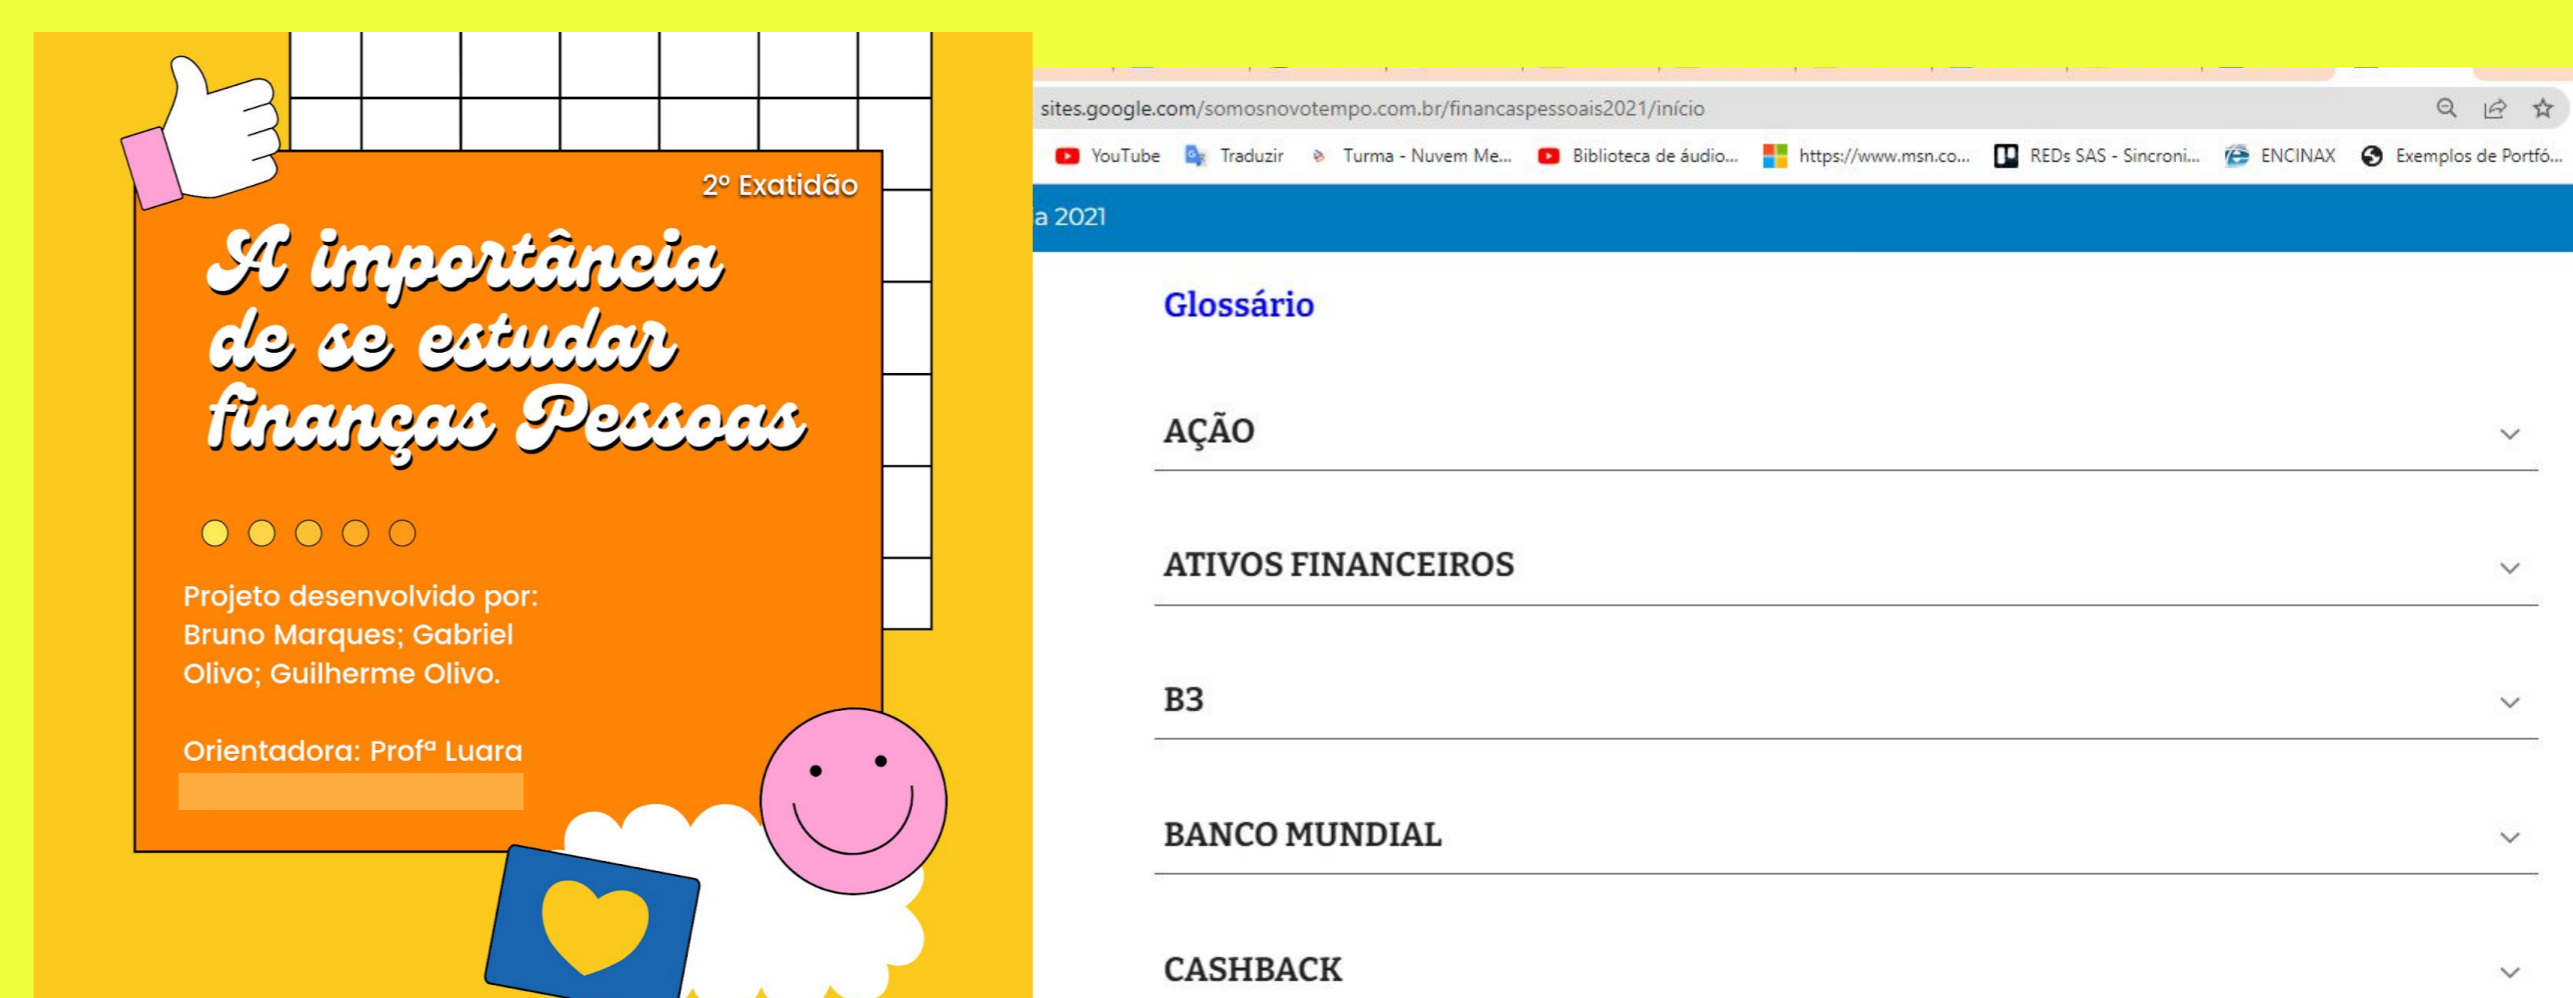 2º Exatidão
A importância
de se estudar
finanças Pessoas
Projeto desenvolvido por:
Bruno Marques; Gabriel
Olivo; Guilherme Olivo.
Orientadora: Profª Luara
sites.google.com/somosnovotempo.com.br/financaspessoais2021/início
YouTube Traduzir Turma - Nuvem Me... Biblioteca de áudio... https://www.msn.co... REDs SAS - Sincroni... ENCINAX Exemplos de Portfó...
a 2021
Glossário
AÇÃO
ATIVOS FINANCEIROS
B3
BANCO MUNDIAL
CASHBACK